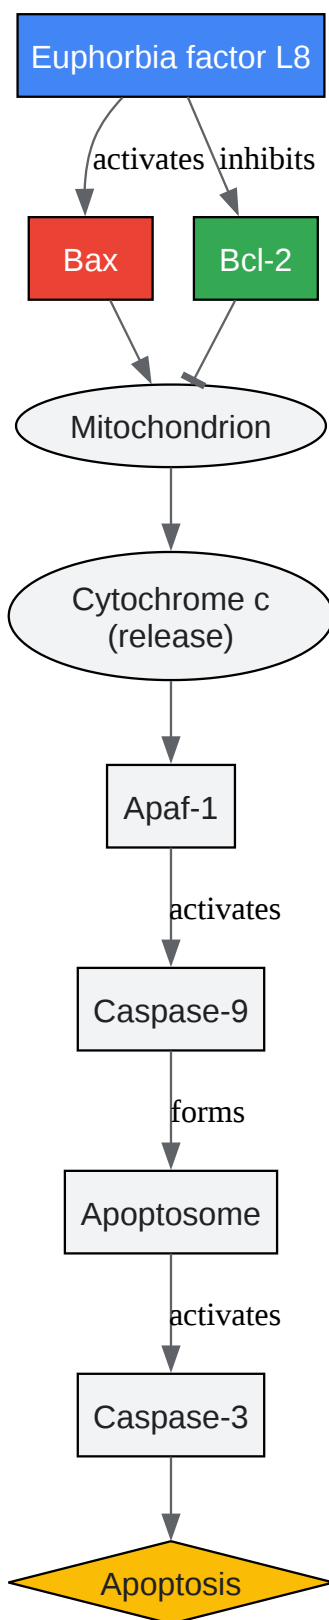 Euphorbia factor L8
activates
inhibits
Bax
Bcl-2
Mitochondrion
Cytochrome c
(release)
Apaf-1
activates
Caspase-9
forms
Apoptosome
activates
Caspase-3
Apoptosis